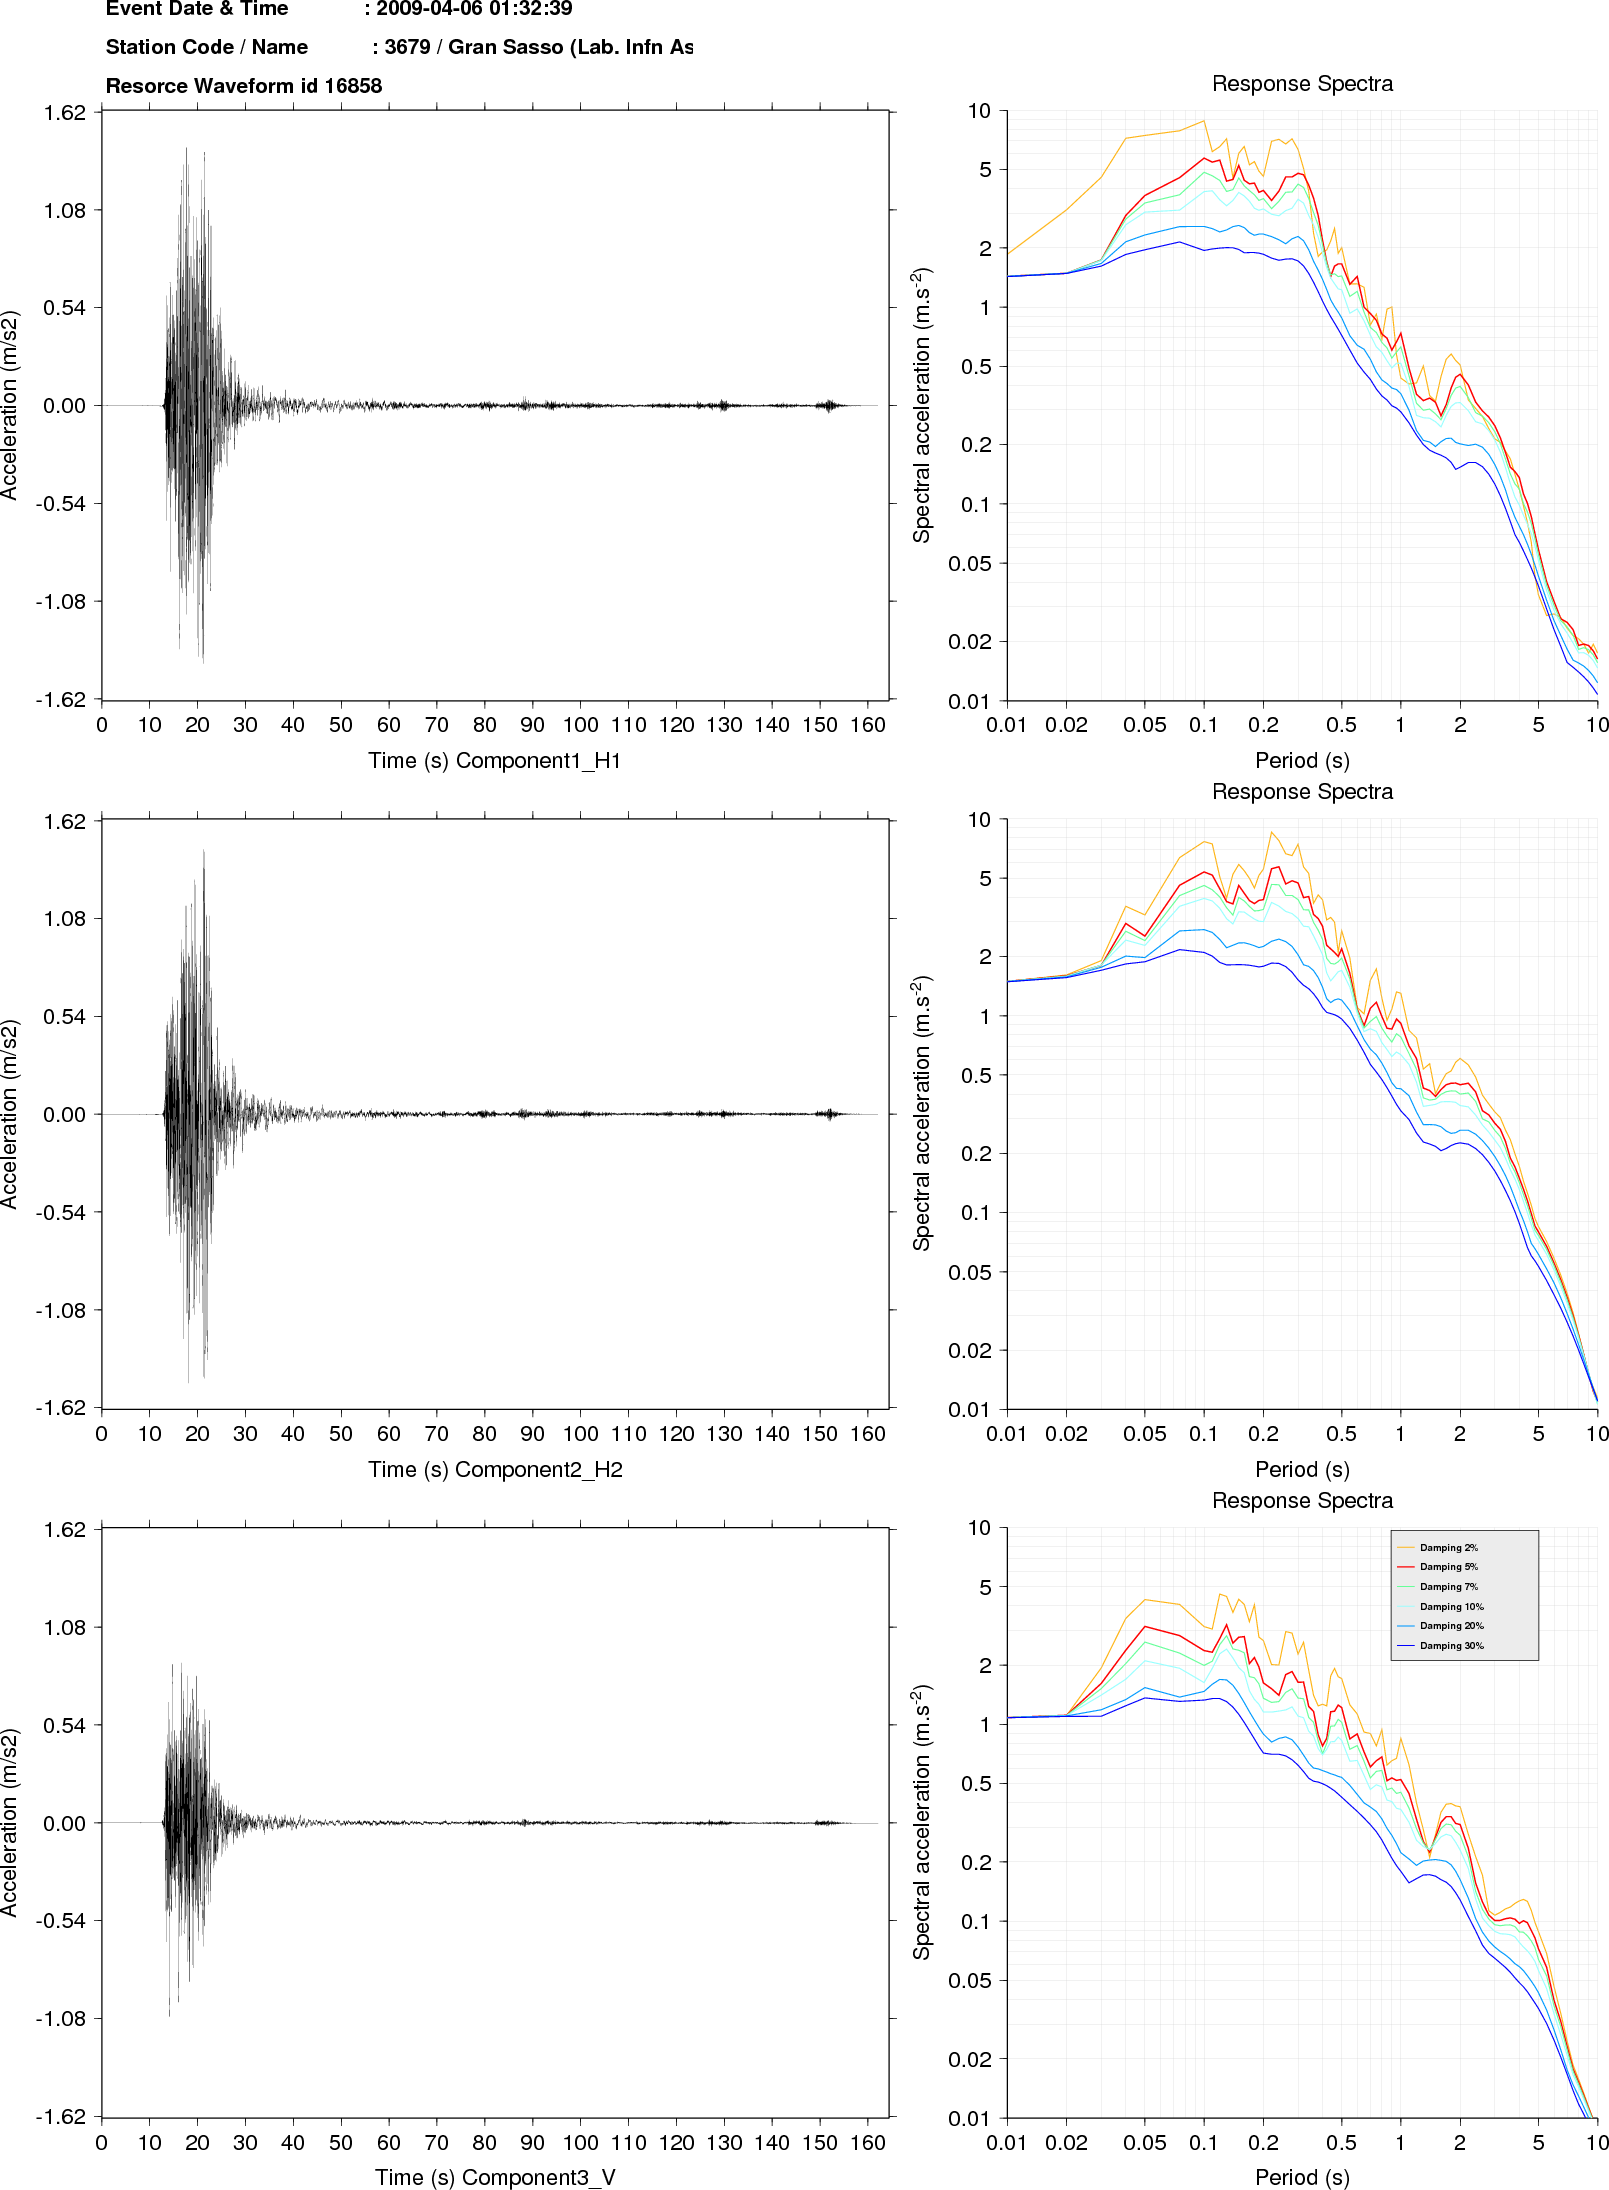 Event Date & Time : 2009-04-06 01:32:39
Station Code / Name : 3679 / Gran Sasso (Lab. Infn As
Resorce Waveform id 16858
Response Spectra
1.62
1.08
0.54
0.00
-0.54
-1.08
-1.62
Acceleration (m/s2)
0 10 20 30 40 50 60 70 80 90 100 110 120 130 140 150 160
Time (s) Component1_H1
10
5
2
1
0.5
0.2
0.1
0.05
0.02
0.01
Spectral acceleration (m.s-2)
0.01 0.02 0.05 0.1 0.2 0.5 1 2 5 10
Period (s)
Response Spectra
1.62
1.08
0.54
0.00
-0.54
-1.08
-1.62
Acceleration (m/s2)
0 10 20 30 40 50 60 70 80 90 100 110 120 130 140 150 160
Time (s) Component2_H2
10
5
2
1
0.5
0.2
0.1
0.05
0.02
0.01
Spectral acceleration (m.s-2)
0.01 0.02 0.05 0.1 0.2 0.5 1 2 5 10
Period (s)
Response Spectra
1.62
1.08
0.54
0.00
-0.54
-1.08
-1.62
Acceleration (m/s2)
0 10 20 30 40 50 60 70 80 90 100 110 120 130 140 150 160
Time (s) Component3_V
10
5
2
1
0.5
0.2
0.1
0.05
0.02
0.01
Spectral acceleration (m.s-2)
Damping 2%
Damping 5%
Damping 7%
Damping 10%
Damping 20%
Damping 30%
0.01 0.02 0.05 0.1 0.2 0.5 1 2 5 10
Period (s)